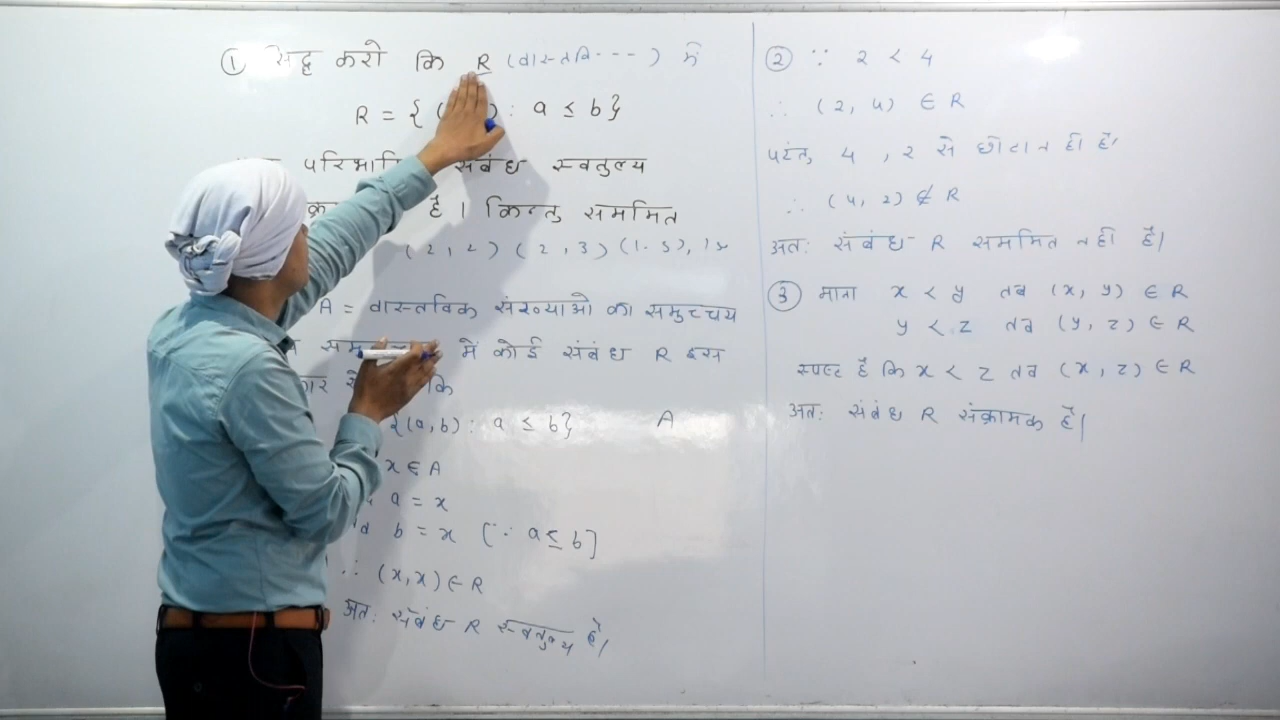 ① सिद्ध करो कि R (वास्तवि---) में
R = { ( ) : a ≤ b}
परिभाषित संबंध स्वतुल्य
है। किन्तु सममित
(2, 2) (2, 3) (1.5),
A = वास्तविक संख्याओ का समुच्चय
में कोई संबंध R इस
कि
{(a, b) : a ≤ b} A
x ∈ A
a = x
b = x [∵ a ≤ b]
∴ (x, x) ∈ R
अतः संबंध R स्वतुल्य है।
② ∵ 2 < 4
∴ (2, 4) ∈ R
परंतु 4 , 2 से छोटा नही है।
∴ (4, 2) ∉ R
अतः संबंध R सममित नही है।
③ माना x < y तब (x, y) ∈ R
y < z तब (y, z) ∈ R
स्पष्ट है कि x < z तब (x, z) ∈ R
अतः संबंध R संक्रामक है।